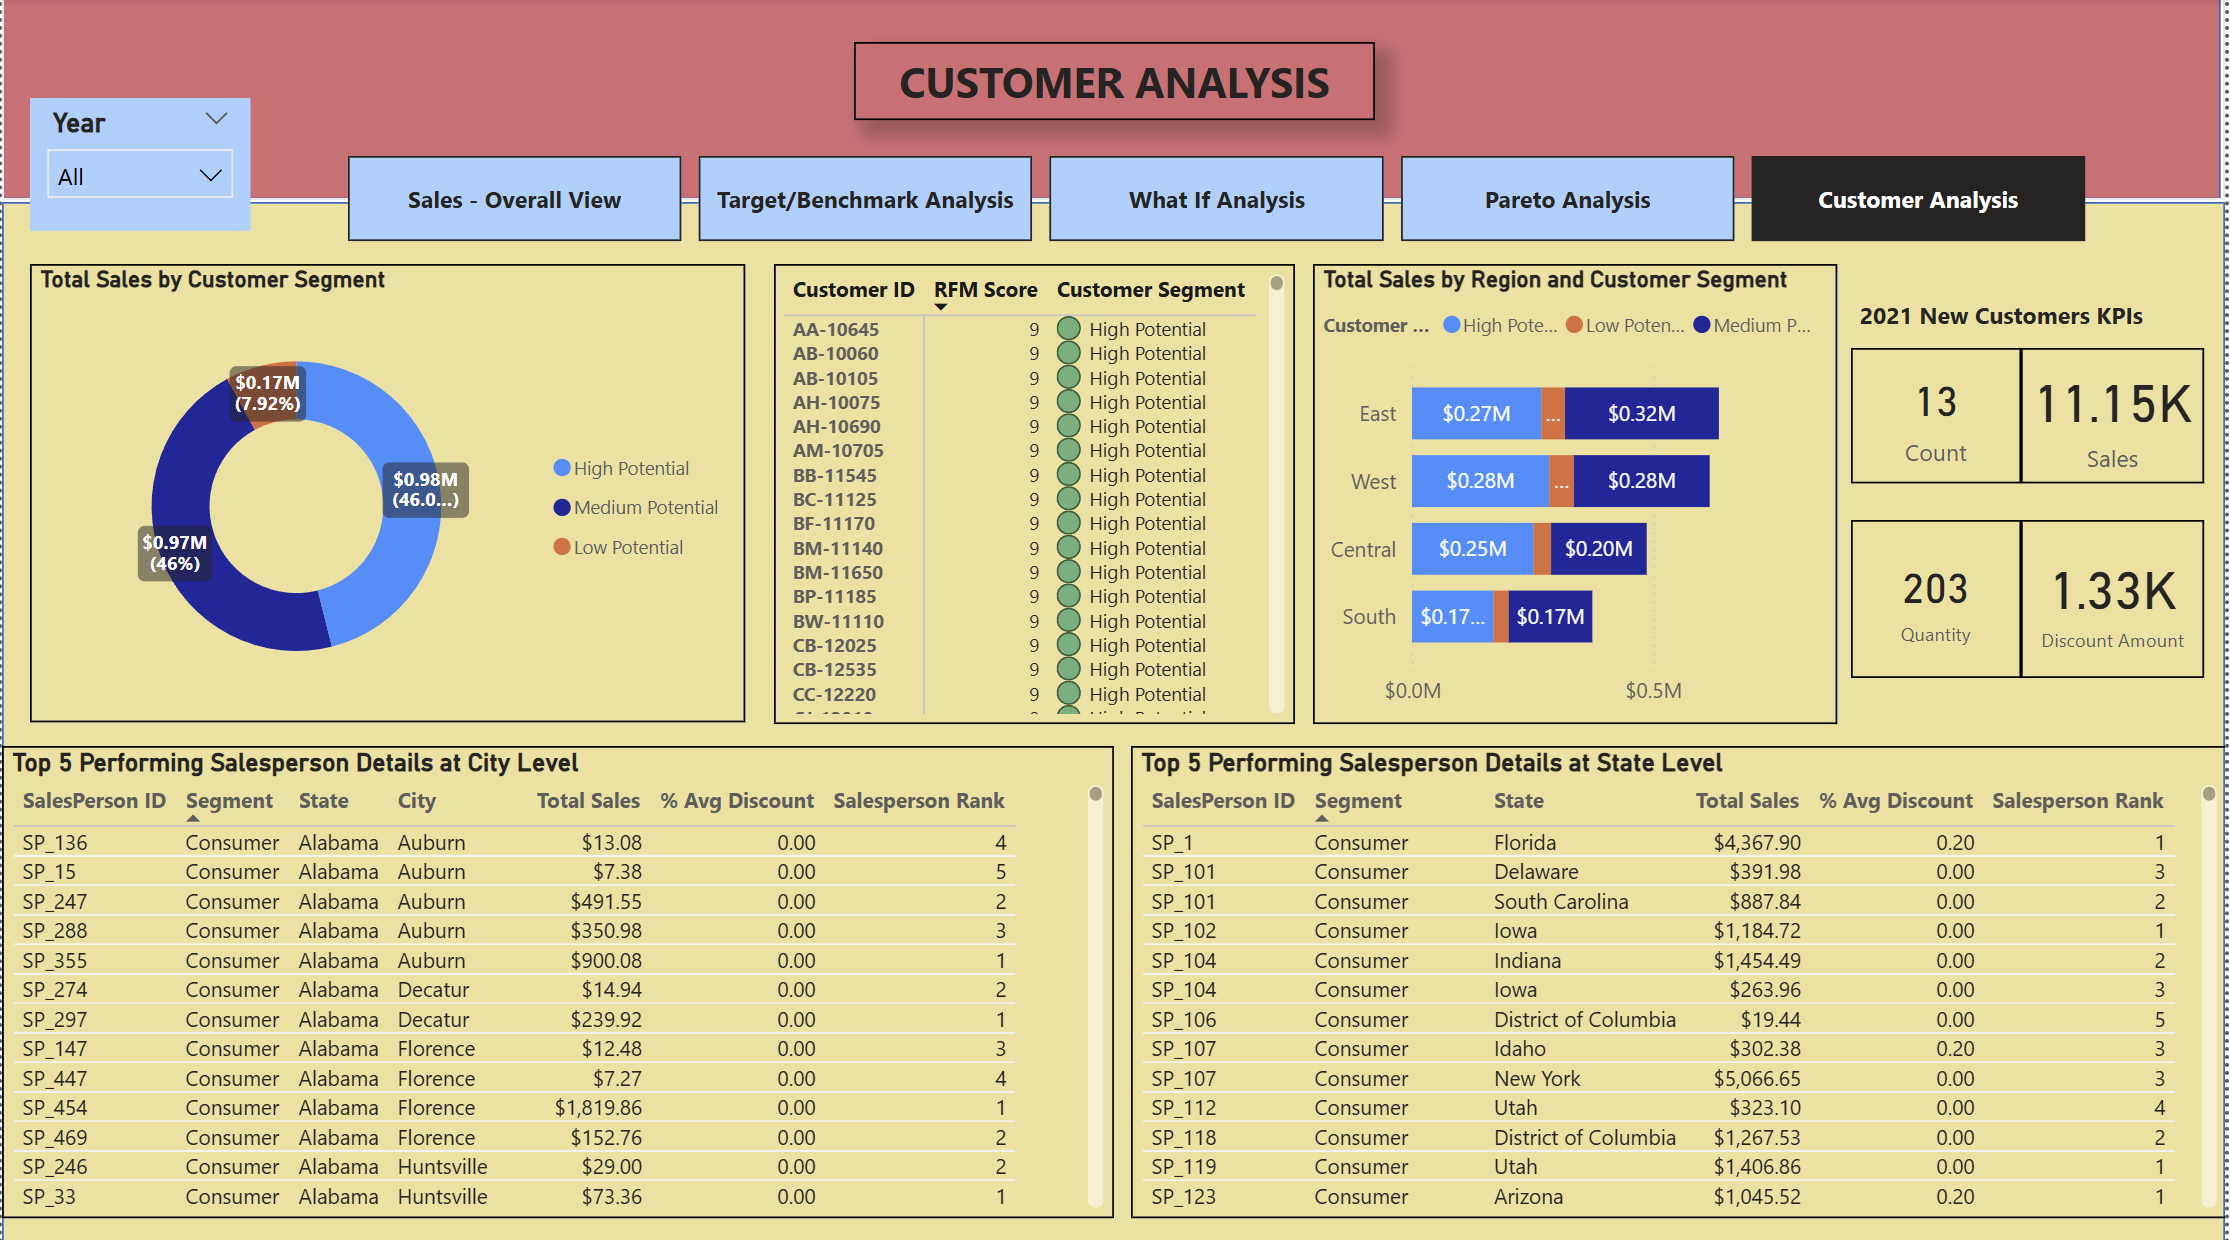 CUSTOMER ANALYSIS
Year
All
Sales - Overall View
Target/Benchmark Analysis
What If Analysis
Pareto Analysis
Customer Analysis
Total Sales by Customer Segment
$0.17M
(7.92%)
$0.98M
(46.0...)
$0.97M
(46%)
High Potential
Medium Potential
Low Potential
Customer ID RFM Score Customer Segment
AA-10645 9 High Potential
AB-10060 9 High Potential
AB-10105 9 High Potential
AH-10075 9 High Potential
AH-10690 9 High Potential
AM-10705 9 High Potential
BB-11545 9 High Potential
BC-11125 9 High Potential
BF-11170 9 High Potential
BM-11140 9 High Potential
BM-11650 9 High Potential
BP-11185 9 High Potential
BW-11110 9 High Potential
CB-12025 9 High Potential
CB-12535 9 High Potential
CC-12220 9 High Potential
Total Sales by Region and Customer Segment
Customer ... High Pote... Low Poten... Medium P...
East $0.27M ... $0.32M
West $0.28M ... $0.28M
Central $0.25M $0.20M
South $0.17... $0.17M
$0.0M $0.5M
2021 New Customers KPIs
13
Count
11.15K
Sales
203
Quantity
1.33K
Discount Amount
Top 5 Performing Salesperson Details at City Level
SalesPerson ID Segment State City Total Sales % Avg Discount Salesperson Rank
SP_136 Consumer Alabama Auburn $13.08 0.00 4
SP_15 Consumer Alabama Auburn $7.38 0.00 5
SP_247 Consumer Alabama Auburn $491.55 0.00 2
SP_288 Consumer Alabama Auburn $350.98 0.00 3
SP_355 Consumer Alabama Auburn $900.08 0.00 1
SP_274 Consumer Alabama Decatur $14.94 0.00 2
SP_297 Consumer Alabama Decatur $239.92 0.00 1
SP_147 Consumer Alabama Florence $12.48 0.00 3
SP_447 Consumer Alabama Florence $7.27 0.00 4
SP_454 Consumer Alabama Florence $1,819.86 0.00 1
SP_469 Consumer Alabama Florence $152.76 0.00 2
SP_246 Consumer Alabama Huntsville $29.00 0.00 2
SP_33 Consumer Alabama Huntsville $73.36 0.00 1
Top 5 Performing Salesperson Details at State Level
SalesPerson ID Segment State Total Sales % Avg Discount Salesperson Rank
SP_1 Consumer Florida $4,367.90 0.20 1
SP_101 Consumer Delaware $391.98 0.00 3
SP_101 Consumer South Carolina $887.84 0.00 2
SP_102 Consumer Iowa $1,184.72 0.00 1
SP_104 Consumer Indiana $1,454.49 0.00 2
SP_104 Consumer Iowa $263.96 0.00 3
SP_106 Consumer District of Columbia $19.44 0.00 5
SP_107 Consumer Idaho $302.38 0.20 3
SP_107 Consumer New York $5,066.65 0.00 3
SP_112 Consumer Utah $323.10 0.00 4
SP_118 Consumer District of Columbia $1,267.53 0.00 2
SP_119 Consumer Utah $1,406.86 0.00 1
SP_123 Consumer Arizona $1,045.52 0.20 1